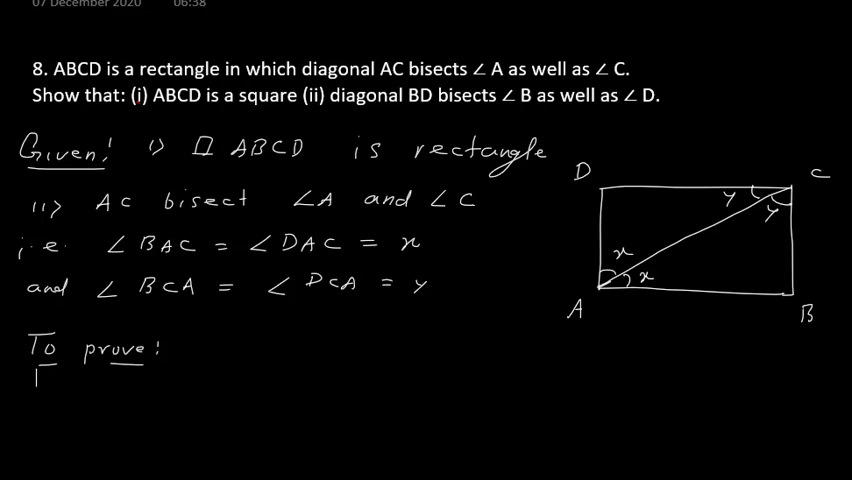 07 December 2020 06:38
8. ABCD is a rectangle in which diagonal AC bisects ∠ A as well as ∠ C.
Show that: (i) ABCD is a square (ii) diagonal BD bisects ∠ B as well as ∠ D.
Given: i) □ ABCD is rectangle
ii) AC bisect ∠A and ∠C
i.e. ∠ BAC = ∠ DAC = x
and ∠ BCA = ∠ DCA = y
To prove:
D C
y y
x x
A B